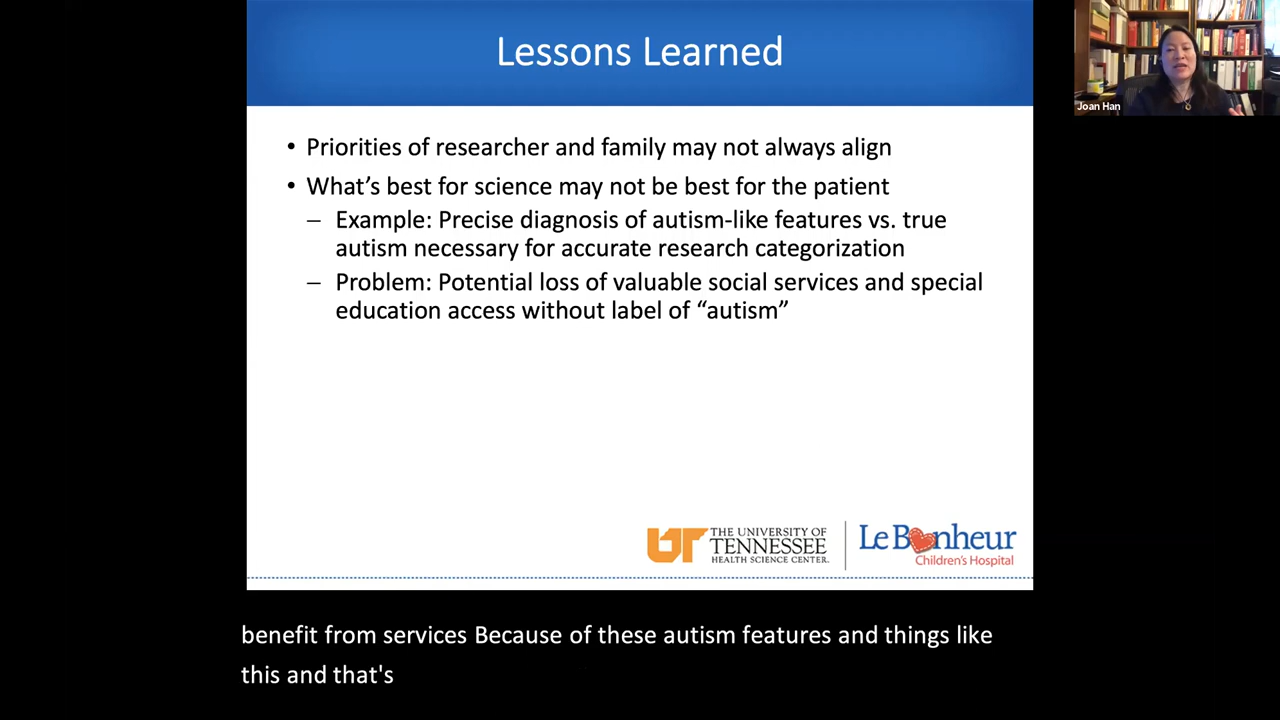 Lessons Learned
Joan Han
• Priorities of researcher and family may not always align
• What's best for science may not be best for the patient
– Example: Precise diagnosis of autism-like features vs. true
autism necessary for accurate research categorization
– Problem: Potential loss of valuable social services and special
education access without label of “autism”
UT THE UNIVERSITY OF
TENNESSEE
HEALTH SCIENCE CENTER.
Le Bonheur
Children's Hospital
benefit from services Because of these autism features and things like
this and that's